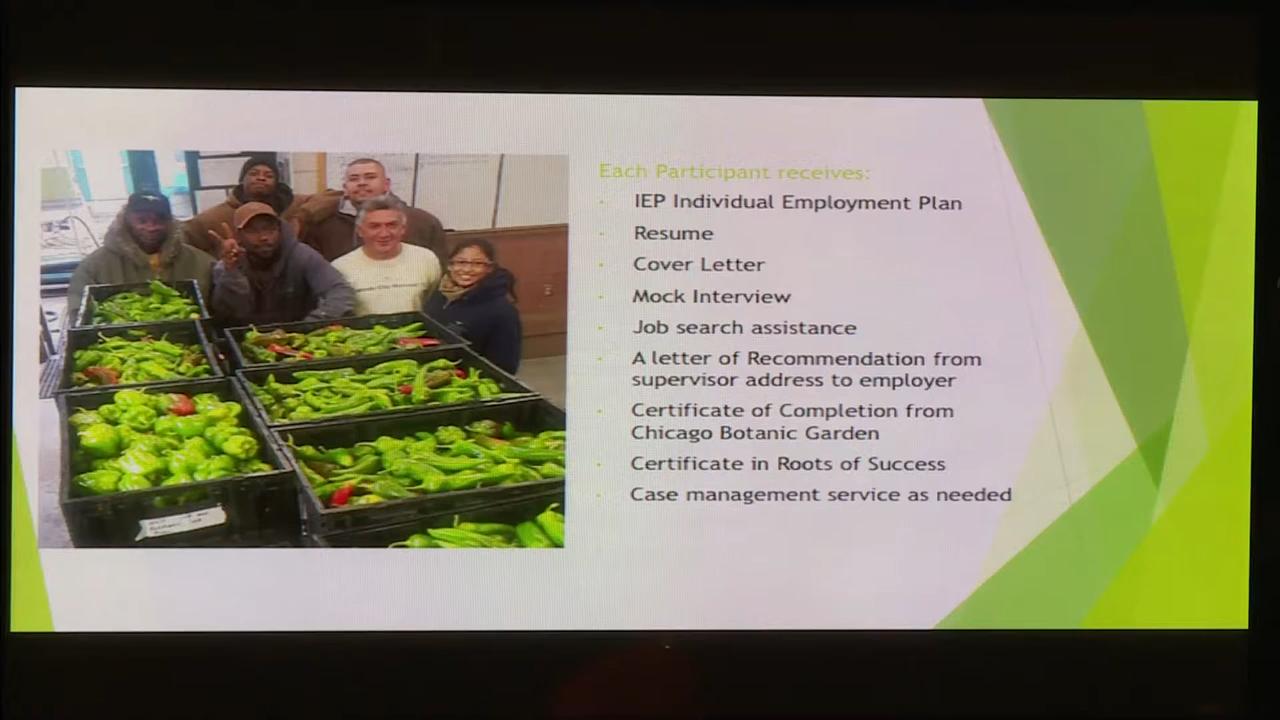 Each Participant receives:
IEP Individual Employment Plan
Resume
Cover Letter
Mock Interview
Job search assistance
A letter of Recommendation from
supervisor address to employer
Certificate of Completion from
Chicago Botanic Garden
Certificate in Roots of Success
Case management service as needed